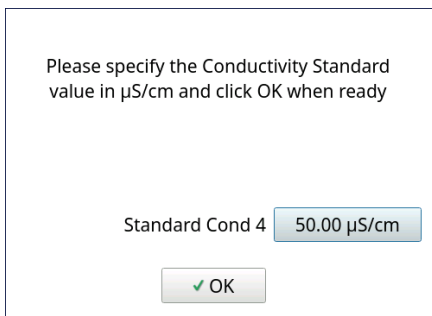 Please specify the Conductivity Standard
value in µS/cm and click OK when ready
Standard Cond 4 50.00 µS/cm
OK